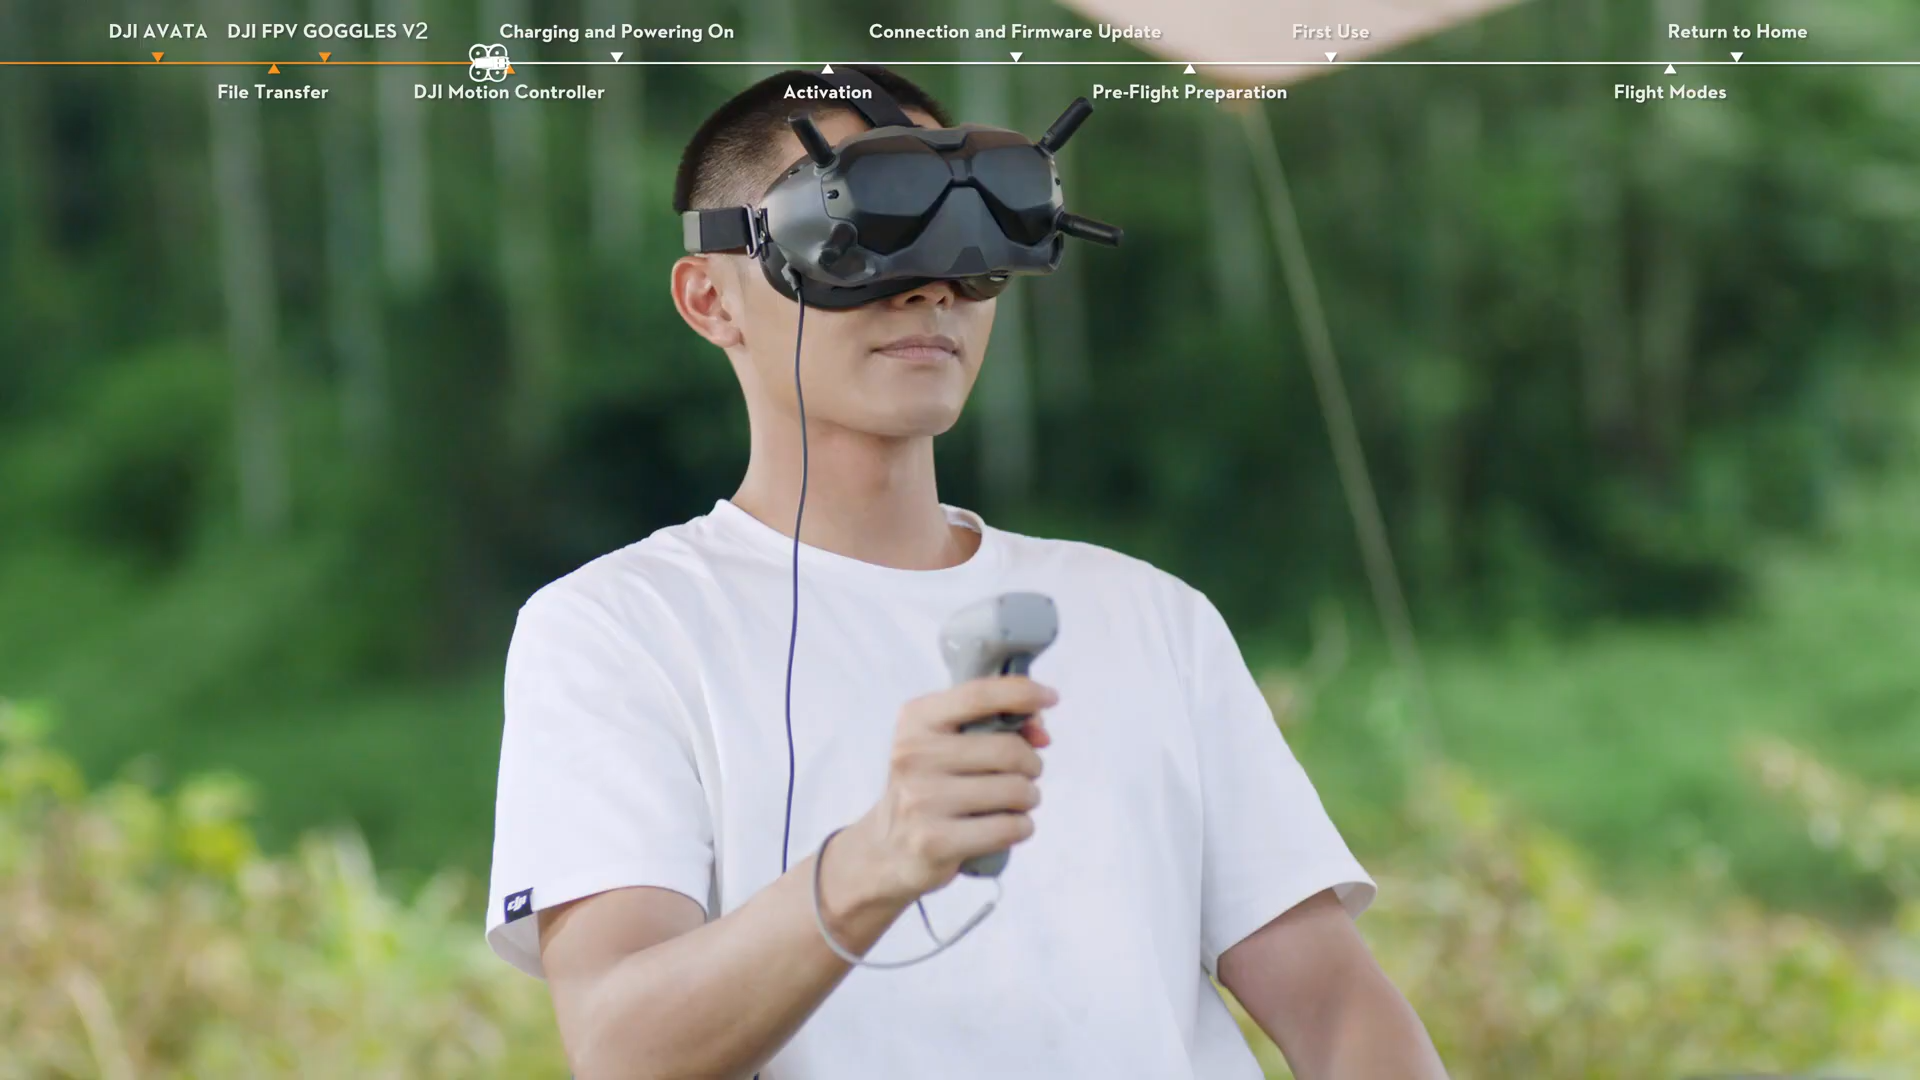 DJI AVATA
DJI FPV GOGGLES V2
Charging and Powering On
Connection and Firmware Update
First Use
Return to Home
File Transfer
DJI Motion Controller
Activation
Pre-Flight Preparation
Flight Modes
dji